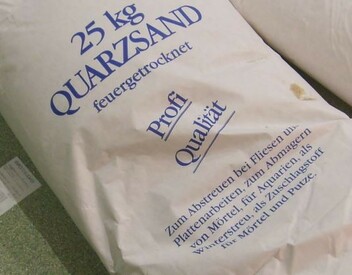 25 kg
QUARZSAND
feuergetrocknet
Profi
Qualität
Zum Abstreuen bei Fliesen und
Plattenarbeiten, zum Abmagern
von Mörtel, für Aquarien, als
Winterstreu, als Zuschlagstoff
für Mörtel und Putze.